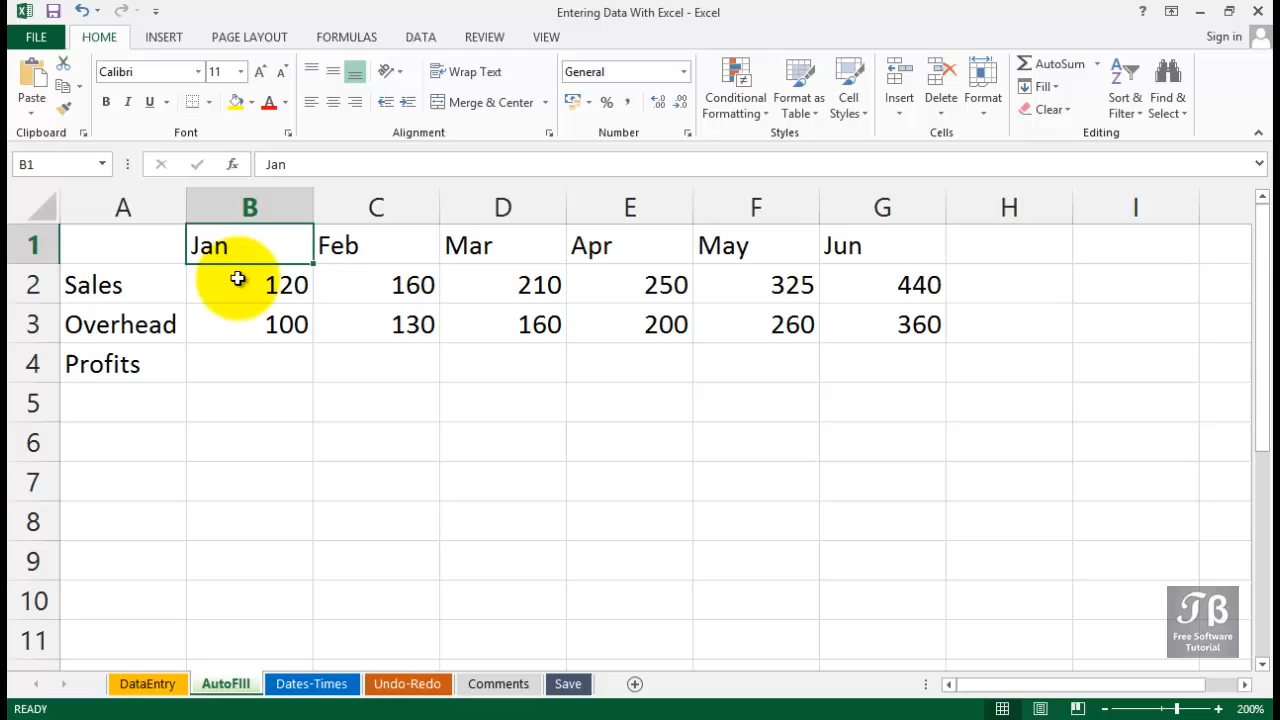 Entering Data With Excel - Excel
Sign in
FILE HOME INSERT PAGE LAYOUT FORMULAS DATA REVIEW VIEW
Paste
Clipboard
Calibri 11
B I U
Font
Wrap Text
Merge & Center
Alignment
General
%
Number
Conditional Formatting
Format as Table
Cell Styles
Styles
Insert
Delete
Format
Cells
AutoSum
Fill
Clear
Sort & Filter
Find & Select
Editing
B1 fx Jan
A B C D E F G H I
1 Jan Feb Mar Apr May Jun
2 Sales 120 160 210 250 325 440
3 Overhead 100 130 160 200 260 360
4 Profits
5
6
7
8
9
10
11
Free Software
Tutorial
DataEntry AutoFIll Dates-Times Undo-Redo Comments Save
READY 200%